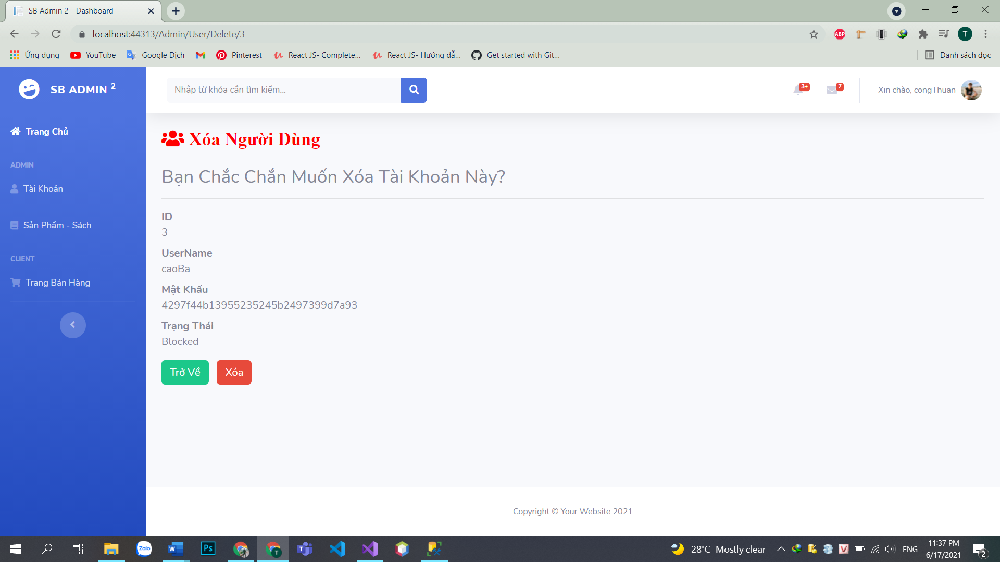 SB Admin 2 - Dashboard
localhost:44313/Admin/User/Delete/3
ABP
T
Ứng dụng
YouTube
Google Dịch
Pinterest
React JS- Complete...
React JS- Hướng dẫ...
Get started with Git...
Danh sách đọc
SB ADMIN 2
Nhập từ khóa cần tìm kiếm...
3+
7
Xin chào, congThuan
Trang Chủ
ADMIN
Tài Khoản
Sản Phẩm - Sách
CLIENT
Trang Bán Hàng
Xóa Người Dùng
Bạn Chắc Chắn Muốn Xóa Tài Khoản Này?
ID
3
UserName
caoBa
Mật Khẩu
4297f44b13955235245b2497399d7a93
Trạng Thái
Blocked
Trở Về
Xóa
Copyright © Your Website 2021
Zalo
W
Ps
T
T
28°C Mostly clear
V
ENG
11:37 PM
6/17/2021
2